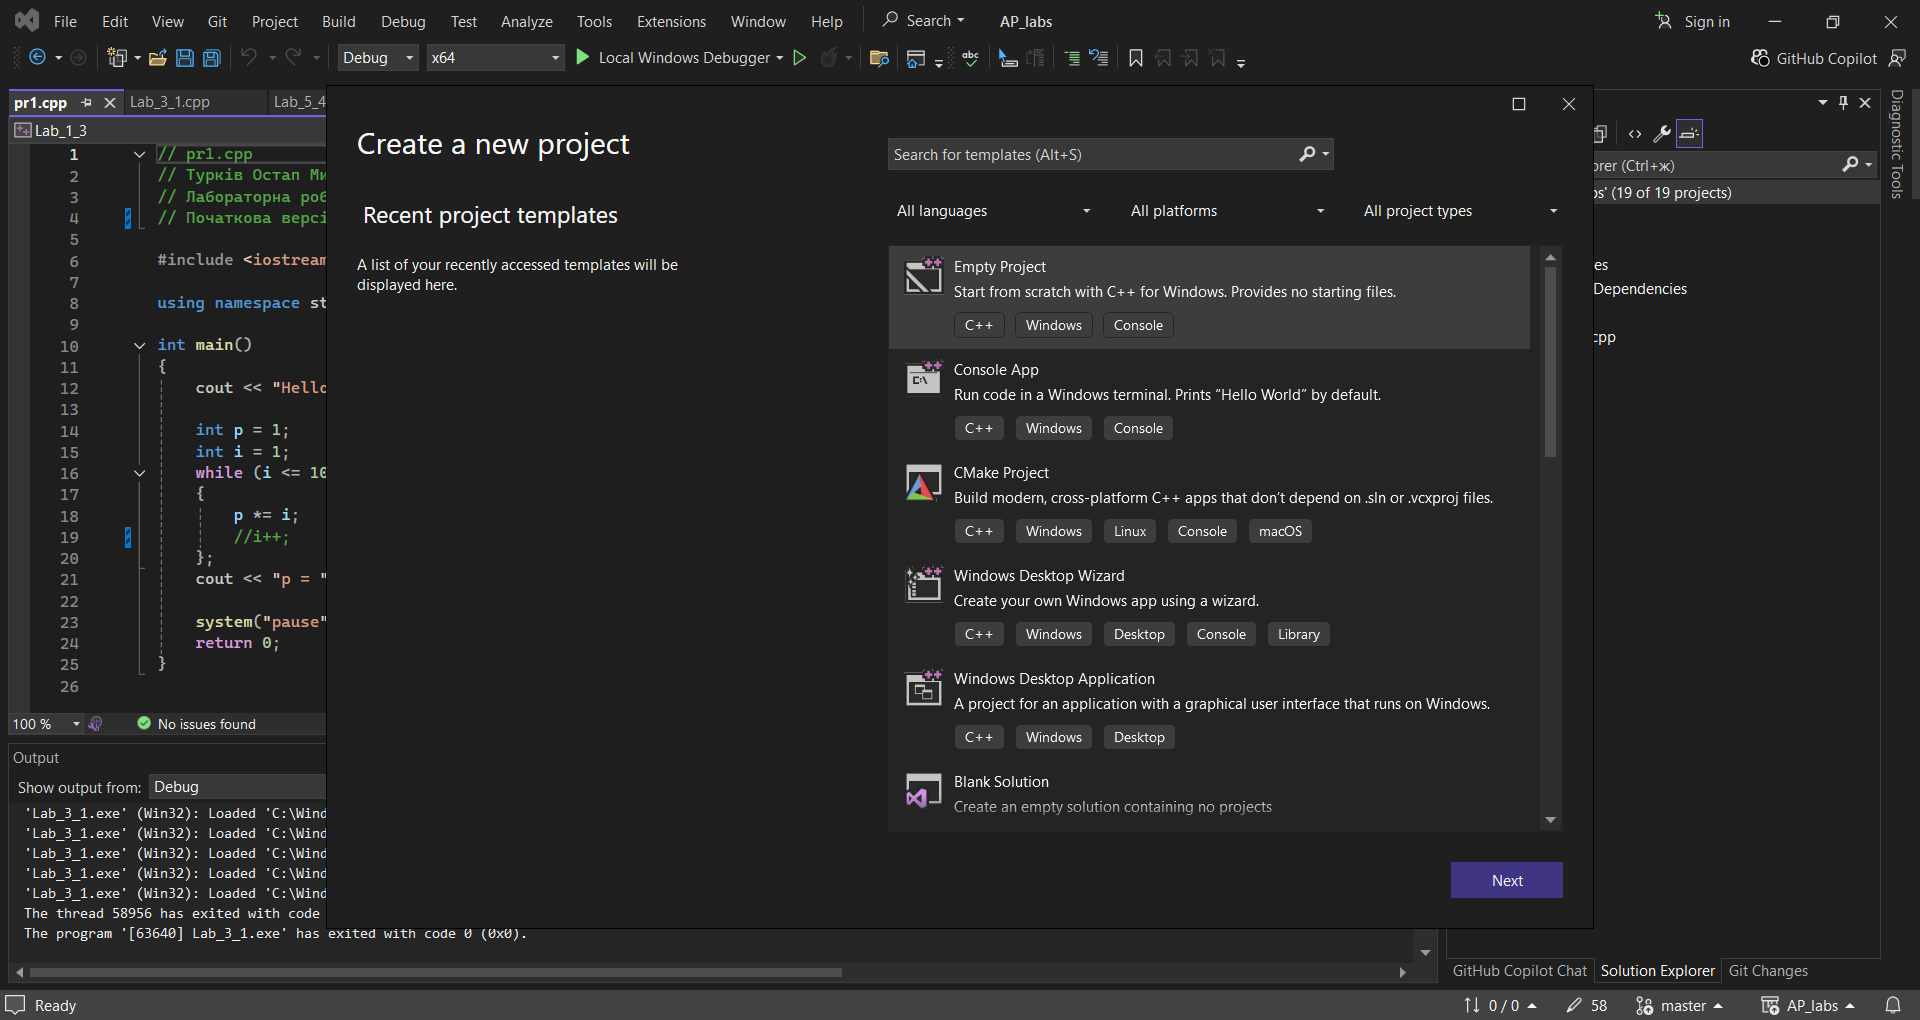 File Edit View Git Project Build Debug Test Analyze Tools Extensions Window Help Search AP_labs Sign in
Debug x64 Local Windows Debugger GitHub Copilot
pr1.cpp Lab_3_1.cpp Lab_5_4
Lab_1_3
1 // pr1.cpp
2 // Турків Остап Ми
3 // Лабораторна роб
4 // Початкова версі
5
6 #include <iostream
7
8 using namespace st
9
10 int main()
11 {
12 cout << "Hello
13
14 int p = 1;
15 int i = 1;
16 while (i <= 10
17 {
18 p *= i;
19 //i++;
20 };
21 cout << "p = "
22
23 system("pause"
24 return 0;
25 }
26
100 % No issues found
Output
Show output from: Debug
'Lab_3_1.exe' (Win32): Loaded 'C:\Wind
'Lab_3_1.exe' (Win32): Loaded 'C:\Wind
'Lab_3_1.exe' (Win32): Loaded 'C:\Wind
'Lab_3_1.exe' (Win32): Loaded 'C:\Wind
'Lab_3_1.exe' (Win32): Loaded 'C:\Wind
The thread 58956 has exited with code
The program '[63640] Lab_3_1.exe' has exited with code 0 (0x0).
Create a new project
Recent project templates
A list of your recently accessed templates will be
displayed here.
Search for templates (Alt+S)
All languages All platforms All project types
Empty Project
Start from scratch with C++ for Windows. Provides no starting files.
C++ Windows Console
Console App
Run code in a Windows terminal. Prints “Hello World” by default.
C++ Windows Console
CMake Project
Build modern, cross-platform C++ apps that don’t depend on .sln or .vcxproj files.
C++ Windows Linux Console macOS
Windows Desktop Wizard
Create your own Windows app using a wizard.
C++ Windows Desktop Console Library
Windows Desktop Application
A project for an application with a graphical user interface that runs on Windows.
C++ Windows Desktop
Blank Solution
Create an empty solution containing no projects
Next
rer (Ctrl+ж)
s' (19 of 19 projects)
es
Dependencies
cpp
Diagnostic Tools
GitHub Copilot Chat Solution Explorer Git Changes
Ready 0 / 0 58 master AP_labs